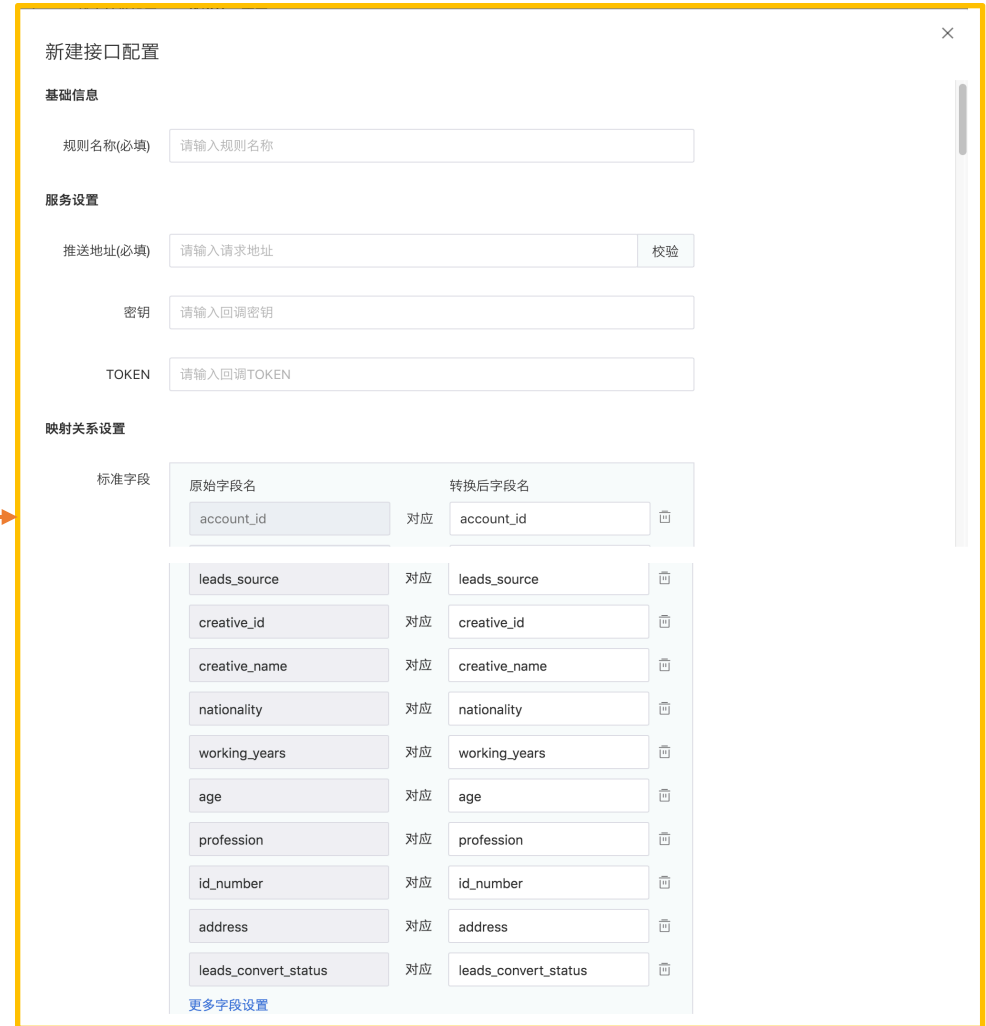 新建接口配置
基础信息
规则名称(必填) 请输入规则名称
服务设置
推送地址(必填) 请输入请求地址 校验
密钥 请输入回调密钥
TOKEN 请输入回调TOKEN
映射关系设置
标准字段 原始字段名 转换后字段名
account_id 对应 account_id
leads_source 对应 leads_source
creative_id 对应 creative_id
creative_name 对应 creative_name
nationality 对应 nationality
working_years 对应 working_years
age 对应 age
profession 对应 profession
id_number 对应 id_number
address 对应 address
leads_convert_status 对应 leads_convert_status
更多字段设置